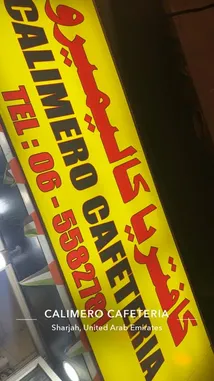 كافتيريا كاليميرو
CALIMERO CAFETERIA
TEL : 06 - 558278
CALIMERO CAFETERIA
Sharjah, United Arab Emirates